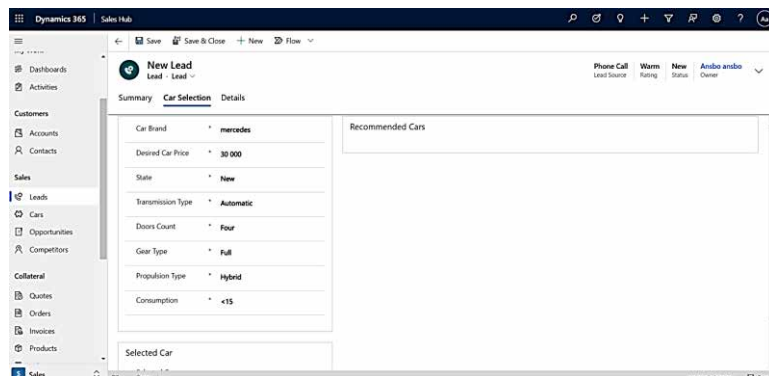 Dynamics 365 Sales Hub
Save Save & Close New Flow
New Lead
Lead · Lead
Phone Call Warm New Ansbo ansbo
Lead Source Rating Status Owner
Summary Car Selection Details
Dashboards
Activities
Customers
Accounts
Contacts
Sales
Leads
Cars
Opportunities
Competitors
Collateral
Quotes
Orders
Invoices
Products
S Sales
Car Brand * mercedes
Desired Car Price * 30 000
State * New
Transmission Type * Automatic
Doors Count * Four
Gear Type * Full
Propulsion Type * Hybrid
Consumption * <15
Selected Car
Recommended Cars